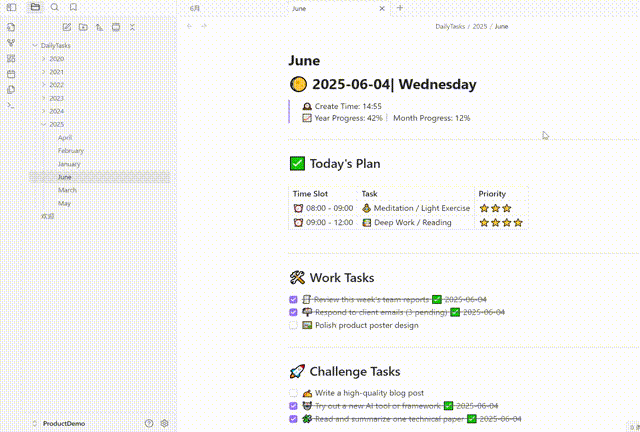 6月
June
DailyTasks / 2025 / June
DailyTasks
2020
2021
2022
2023
2024
2025
April
February
January
June
March
May
欢迎
ProductDemo
June
2025-06-04| Wednesday
Create Time: 14:55
Year Progress: 42% | Month Progress: 12%
Today's Plan
Time Slot Task Priority
08:00 - 09:00 Meditation / Light Exercise
09:00 - 12:00 Deep Work / Reading
Work Tasks
Review this week's team reports 2025-06-04
Respond to client emails (3 pending) 2025-06-04
Polish product poster design
Challenge Tasks
Write a high-quality blog post
Try out a new AI tool or framework 2025-06-04
Read and summarize one technical paper 2025-06-04